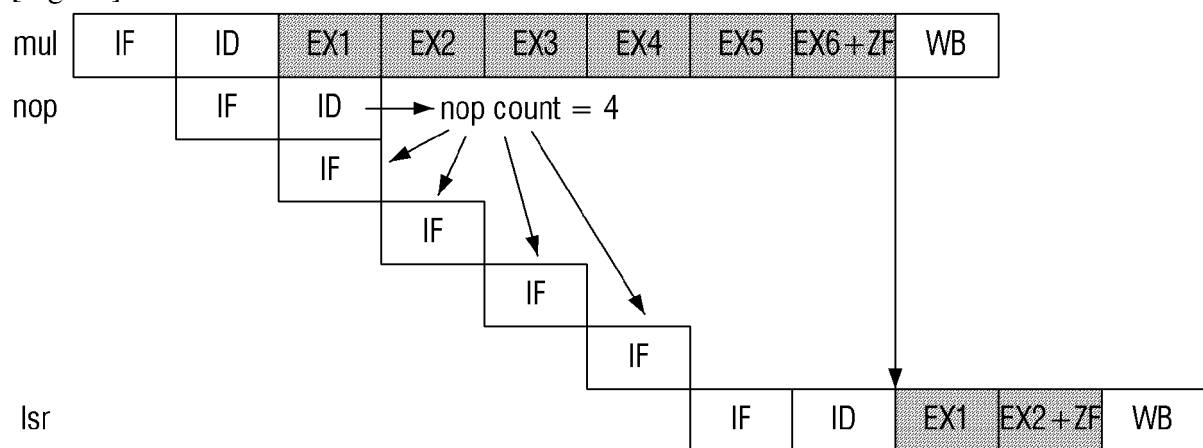 mul IF ID EX1 EX2 EX3 EX4 EX5 EX6+ZF WB
nop IF ID nop count = 4
IF
IF
IF
IF
lsr IF ID EX1 EX2+ZF WB